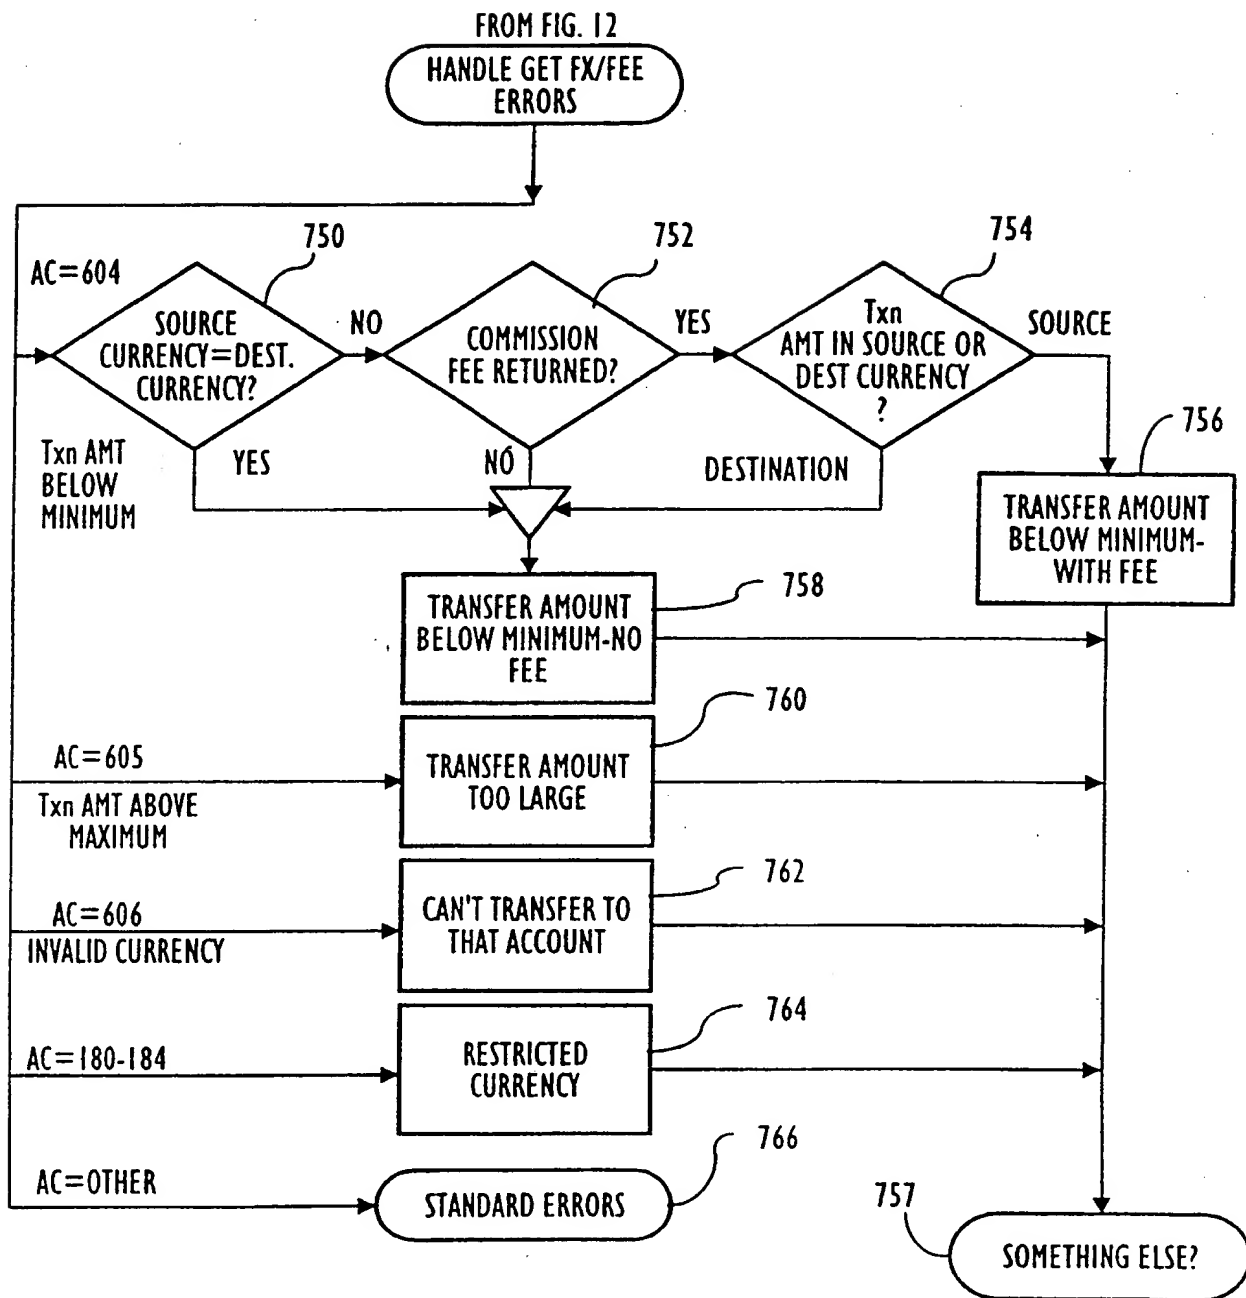 FROM FIG. 12
HANDLE GET FX/FEE
ERRORS
750
752
754
AC=604
SOURCE
CURRENCY=DEST.
CURRENCY?
NO
COMMISSION
FEE RETURNED?
YES
Txn
AMT IN SOURCE OR
DEST CURRENCY
?
SOURCE
756
Txn AMT
BELOW
MINIMUM
YES
NO
DESTINATION
TRANSFER AMOUNT
BELOW MINIMUM-
WITH FEE
758
TRANSFER AMOUNT
BELOW MINIMUM-NO
FEE
760
AC=605
Txn AMT ABOVE
MAXIMUM
TRANSFER AMOUNT
TOO LARGE
762
AC=606
INVALID CURRENCY
CAN'T TRANSFER TO
THAT ACCOUNT
764
AC=180-184
RESTRICTED
CURRENCY
766
AC=OTHER
STANDARD ERRORS
757
SOMETHING ELSE?